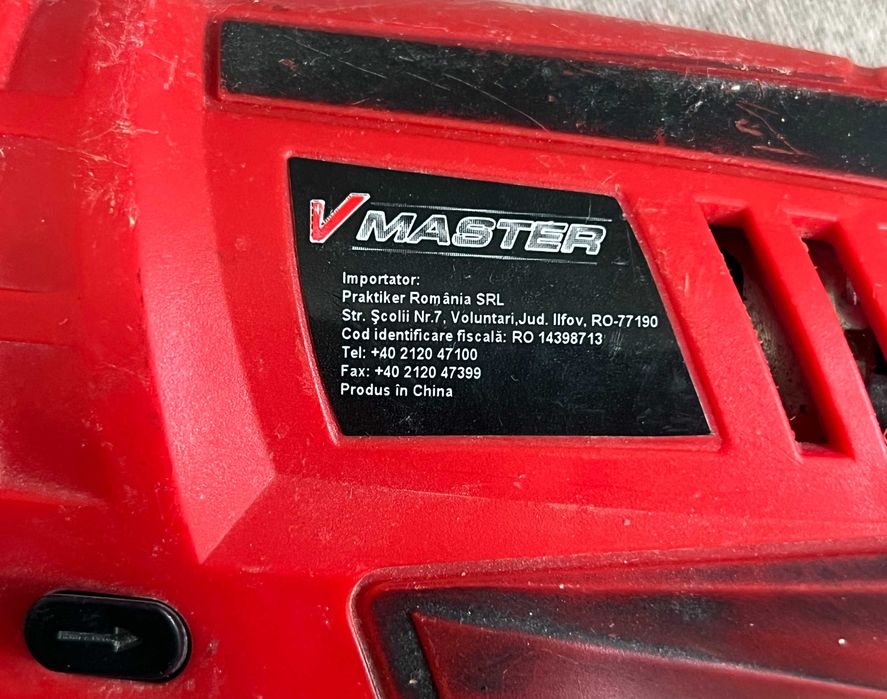 V MASTER
Importator:
Praktiker România SRL
Str. Şcolii Nr.7, Voluntari,Jud. Ilfov, RO-77190
Cod identificare fiscală: RO 14398713
Tel: +40 2120 47100
Fax: +40 2120 47399
Produs în China